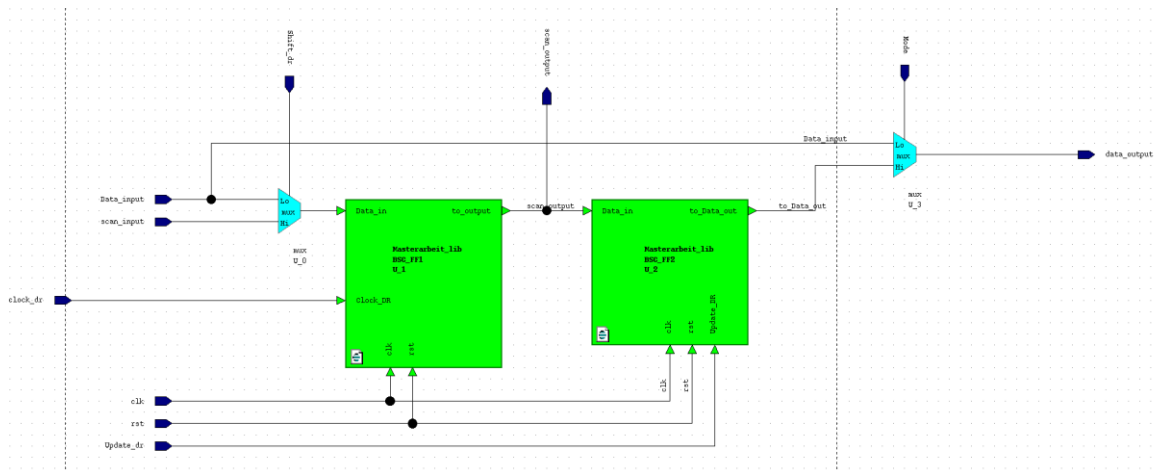 Shift_dr
scan_output
Mode
Data_input
Lo
mux
Hi
data_output
mux
U_3
Data_input
scan_input
Lo
mux
Hi
mux
U_0
Data_in
to_output
Masterarbeit_lib
BSG_FF1
U_1
Clock_DR
clk
rst
scan_output
Data_in
to_Data_out
Masterarbeit_lib
BSG_FF2
U_2
clk
rst
Update_DR
to_Data_out
clock_dr
clk
rst
clk
rst
Update_dr